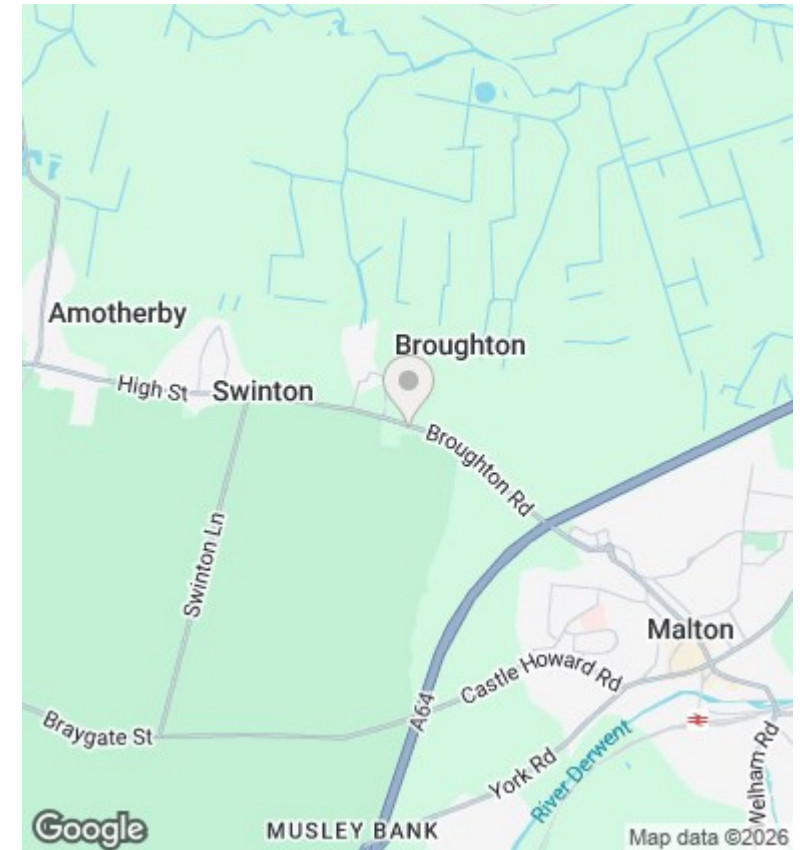 Amotherby
Broughton
High St
Swinton
Broughton Rd
Swinton Ln
Malton
Castle Howard Rd
A64
Braygate St
York Rd
River Derwent
Welham Rd
MUSLEY BANK
Google
Map data ©2026